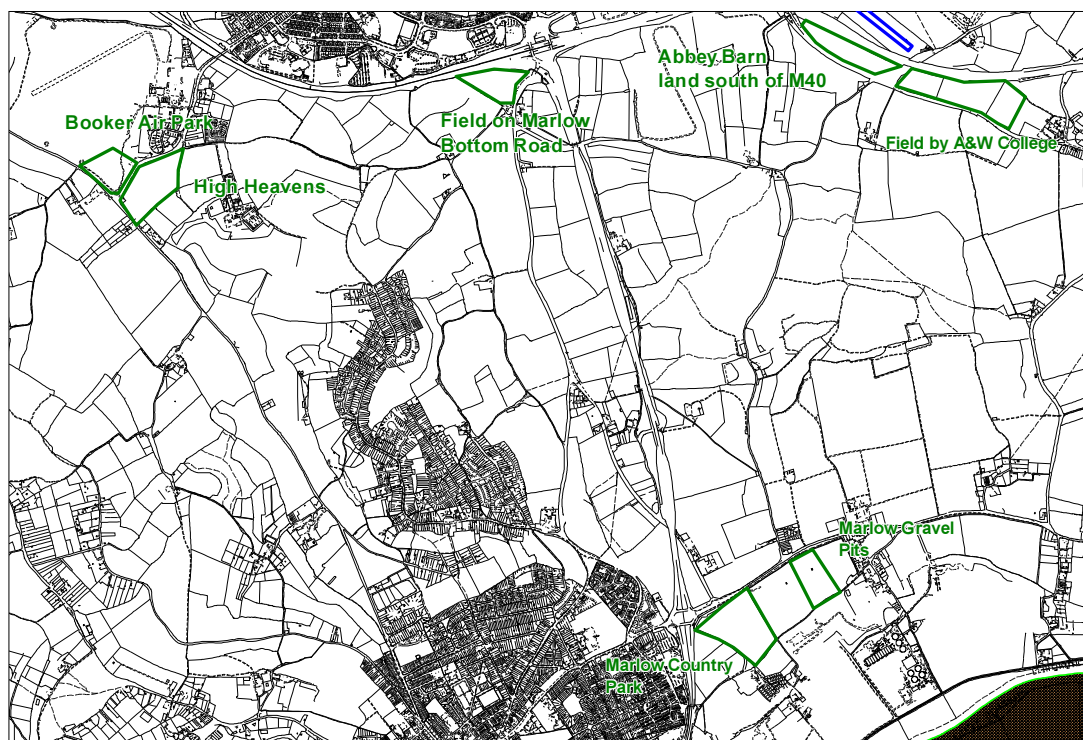 Abbey Barn
land south of M40
Booker Air Park
Field on Marlow
Bottom Road
Field by A&W College
High Heavens
Marlow Gravel
Pits
Marlow Country
Park